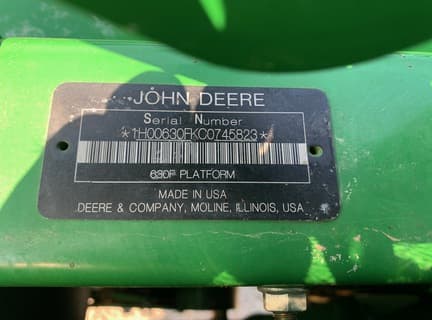 JOHN DEERE
Serial Number
*1H00630FKC0745823*
630F PLATFORM
MADE IN USA
DEERE & COMPANY, MOLINE, ILLINOIS, USA